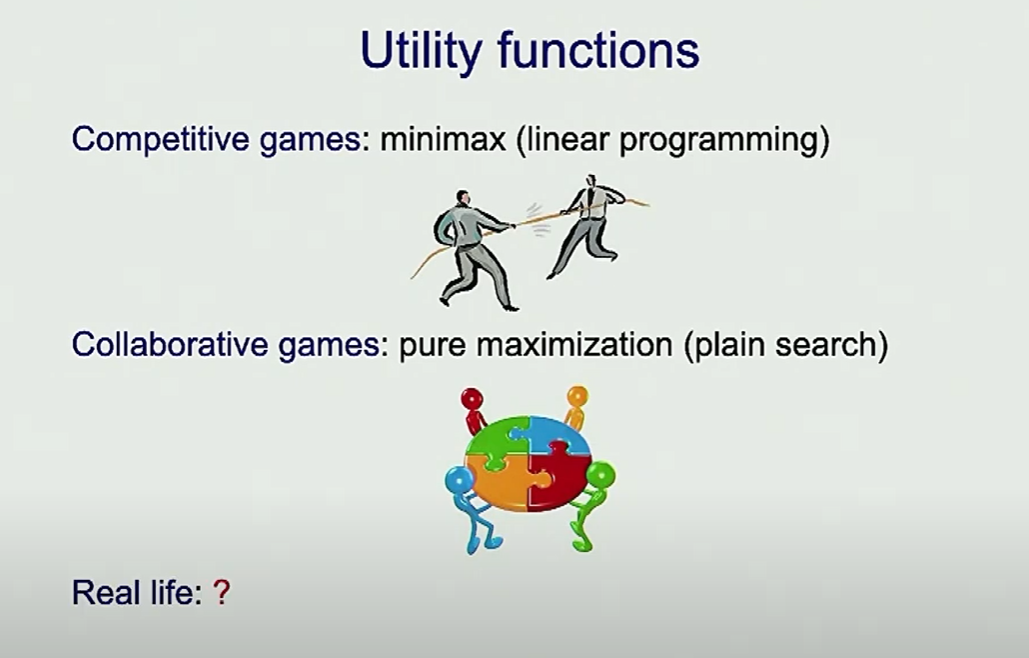 Utility functions
Competitive games: minimax (linear programming)
Collaborative games: pure maximization (plain search)
Real life: ?